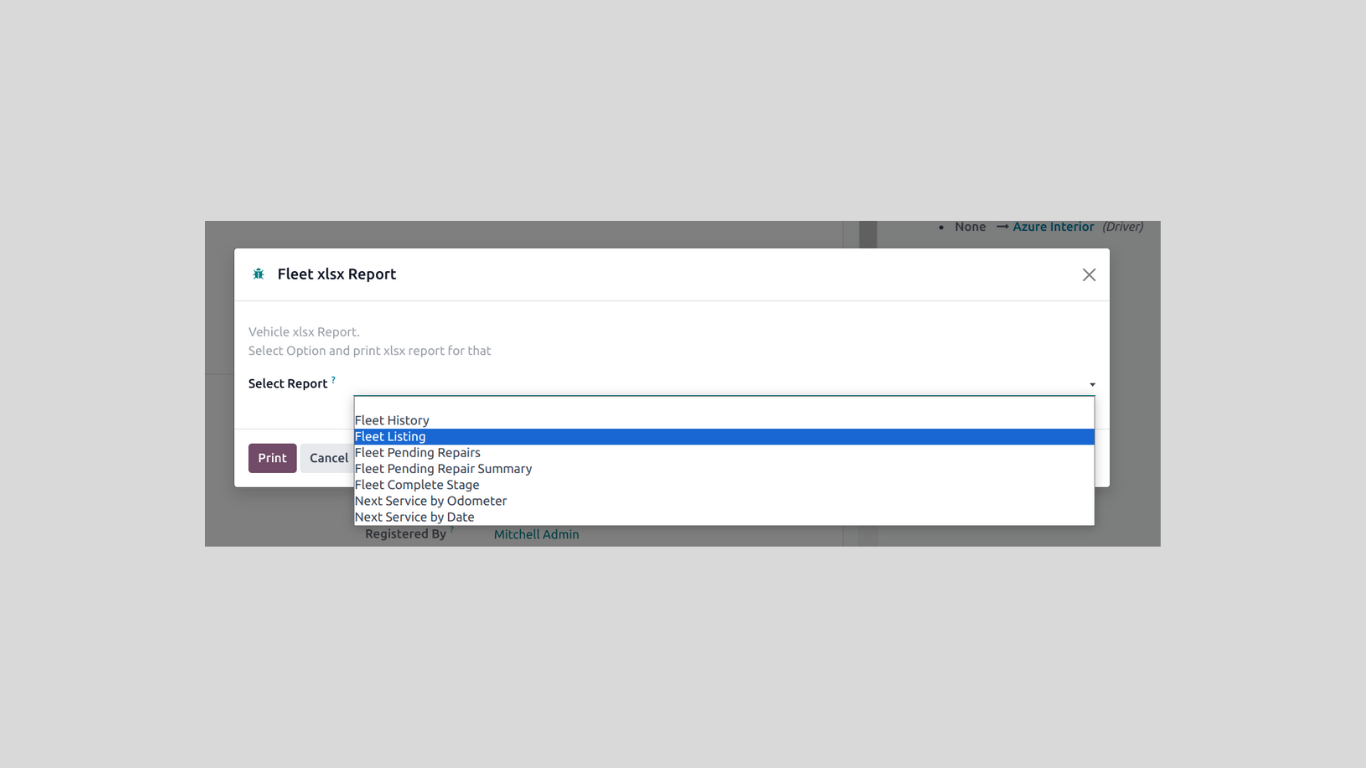 • None → Azure Interior (Driver)
Fleet xlsx Report
Vehicle xlsx Report.
Select Option and print xlsx report for that
Select Report ?
Fleet History
Fleet Listing
Fleet Pending Repairs
Fleet Pending Repair Summary
Fleet Complete Stage
Next Service by Odometer
Next Service by Date
Print Cancel
Registered By ? Mitchell Admin